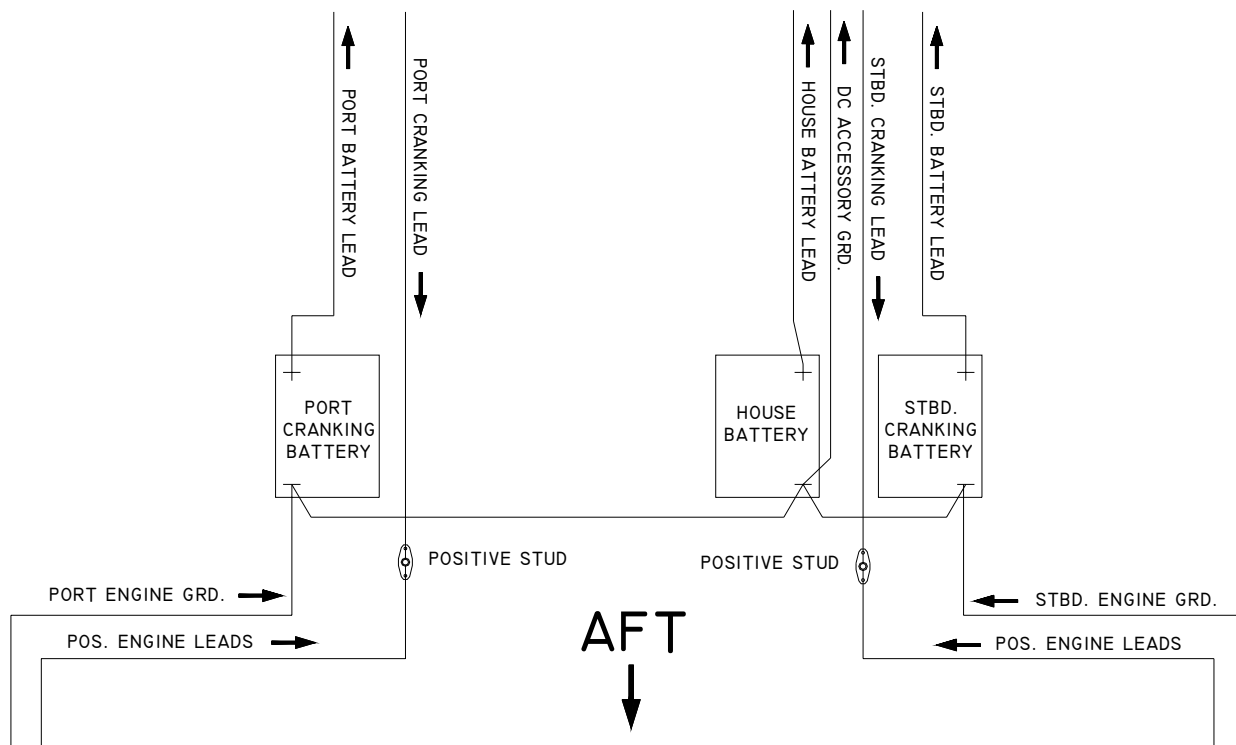 PORT BATTERY LEAD
PORT CRANKING LEAD
HOUSE BATTERY LEAD
DC ACCESSORY GRD.
STBD. CRANKING LEAD
STBD. BATTERY LEAD
PORT
CRANKING
BATTERY
HOUSE
BATTERY
STBD.
CRANKING
BATTERY
POSITIVE STUD
POSITIVE STUD
PORT ENGINE GRD.
STBD. ENGINE GRD.
POS. ENGINE LEADS
AFT
POS. ENGINE LEADS